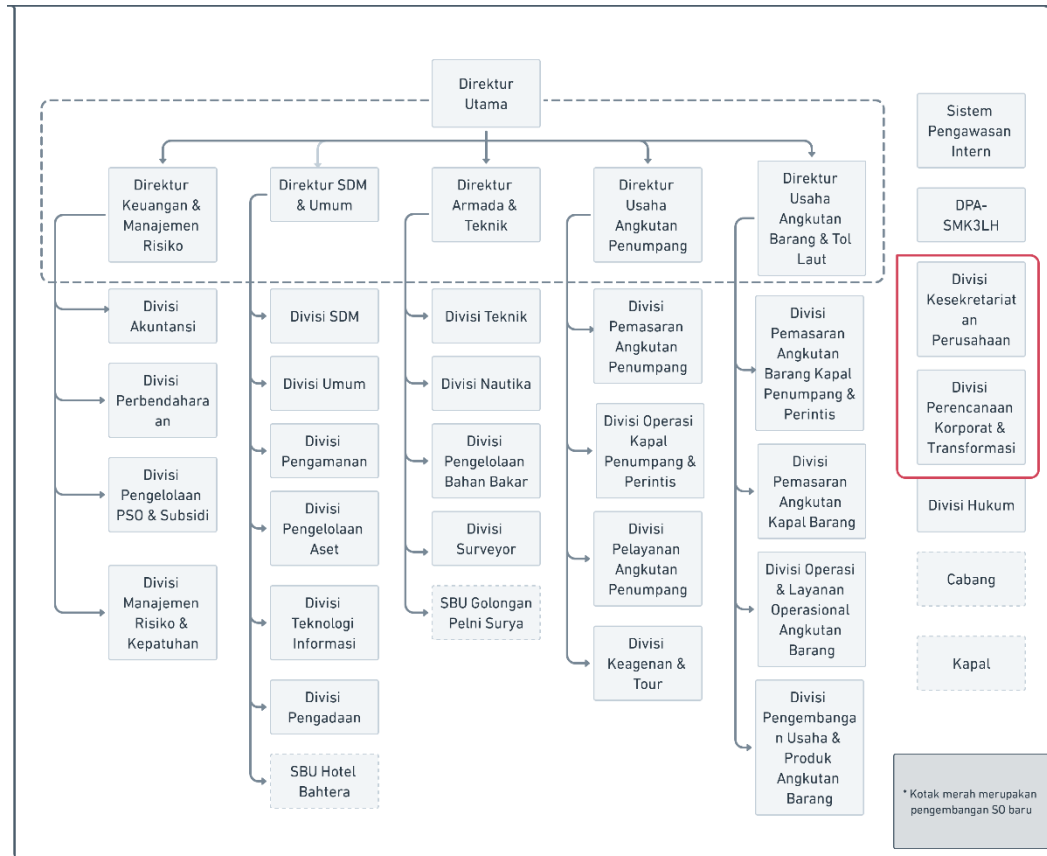 Direktur
Utama
Direktur
Keuangan &
Manajemen
Risiko
Direktur SDM
& Umum
Direktur
Armada &
Teknik
Direktur
Usaha
Angkutan
Penumpang
Direktur
Usaha
Angkutan
Barang & Tol
Laut
Divisi
Akuntansi
Divisi
Perbendahara
an
Divisi
Pengelolaan
PSO & Subsidi
Divisi
Manajemen
Risiko &
Kepatuhan
Divisi SDM
Divisi Umum
Divisi
Pengamanan
Divisi
Pengelolaan
Aset
Divisi
Teknologi
Informasi
Divisi
Pengadaan
SBU Hotel
Bahtera
Divisi Teknik
Divisi Nautika
Divisi
Pengelolaan
Bahan Bakar
Divisi
Surveyor
SBU Golongan
Pelni Surya
Divisi
Pemasaran
Angkutan
Penumpang
Divisi Operasi
Kapal
Penumpang &
Perintis
Divisi
Pelayanan
Angkutan
Penumpang
Divisi
Keagenan &
Tour
Divisi
Pemasaran
Angkutan
Barang Kapal
Penumpang &
Perintis
Divisi
Pemasaran
Angkutan
Kapal Barang
Divisi Operasi
& Layanan
Operasional
Angkutan
Barang
Divisi
Pengembanga
n Usaha &
Produk
Angkutan
Barang
Sistem
Pengawasan
Intern
DPA-
SMK3LH
Divisi
Kesekretariat
an
Perusahaan
Divisi
Perencanaan
Korporat &
Transformasi
Divisi Hukum
Cabang
Kapal
* Kotak merah merupakan
pengembangan SO baru